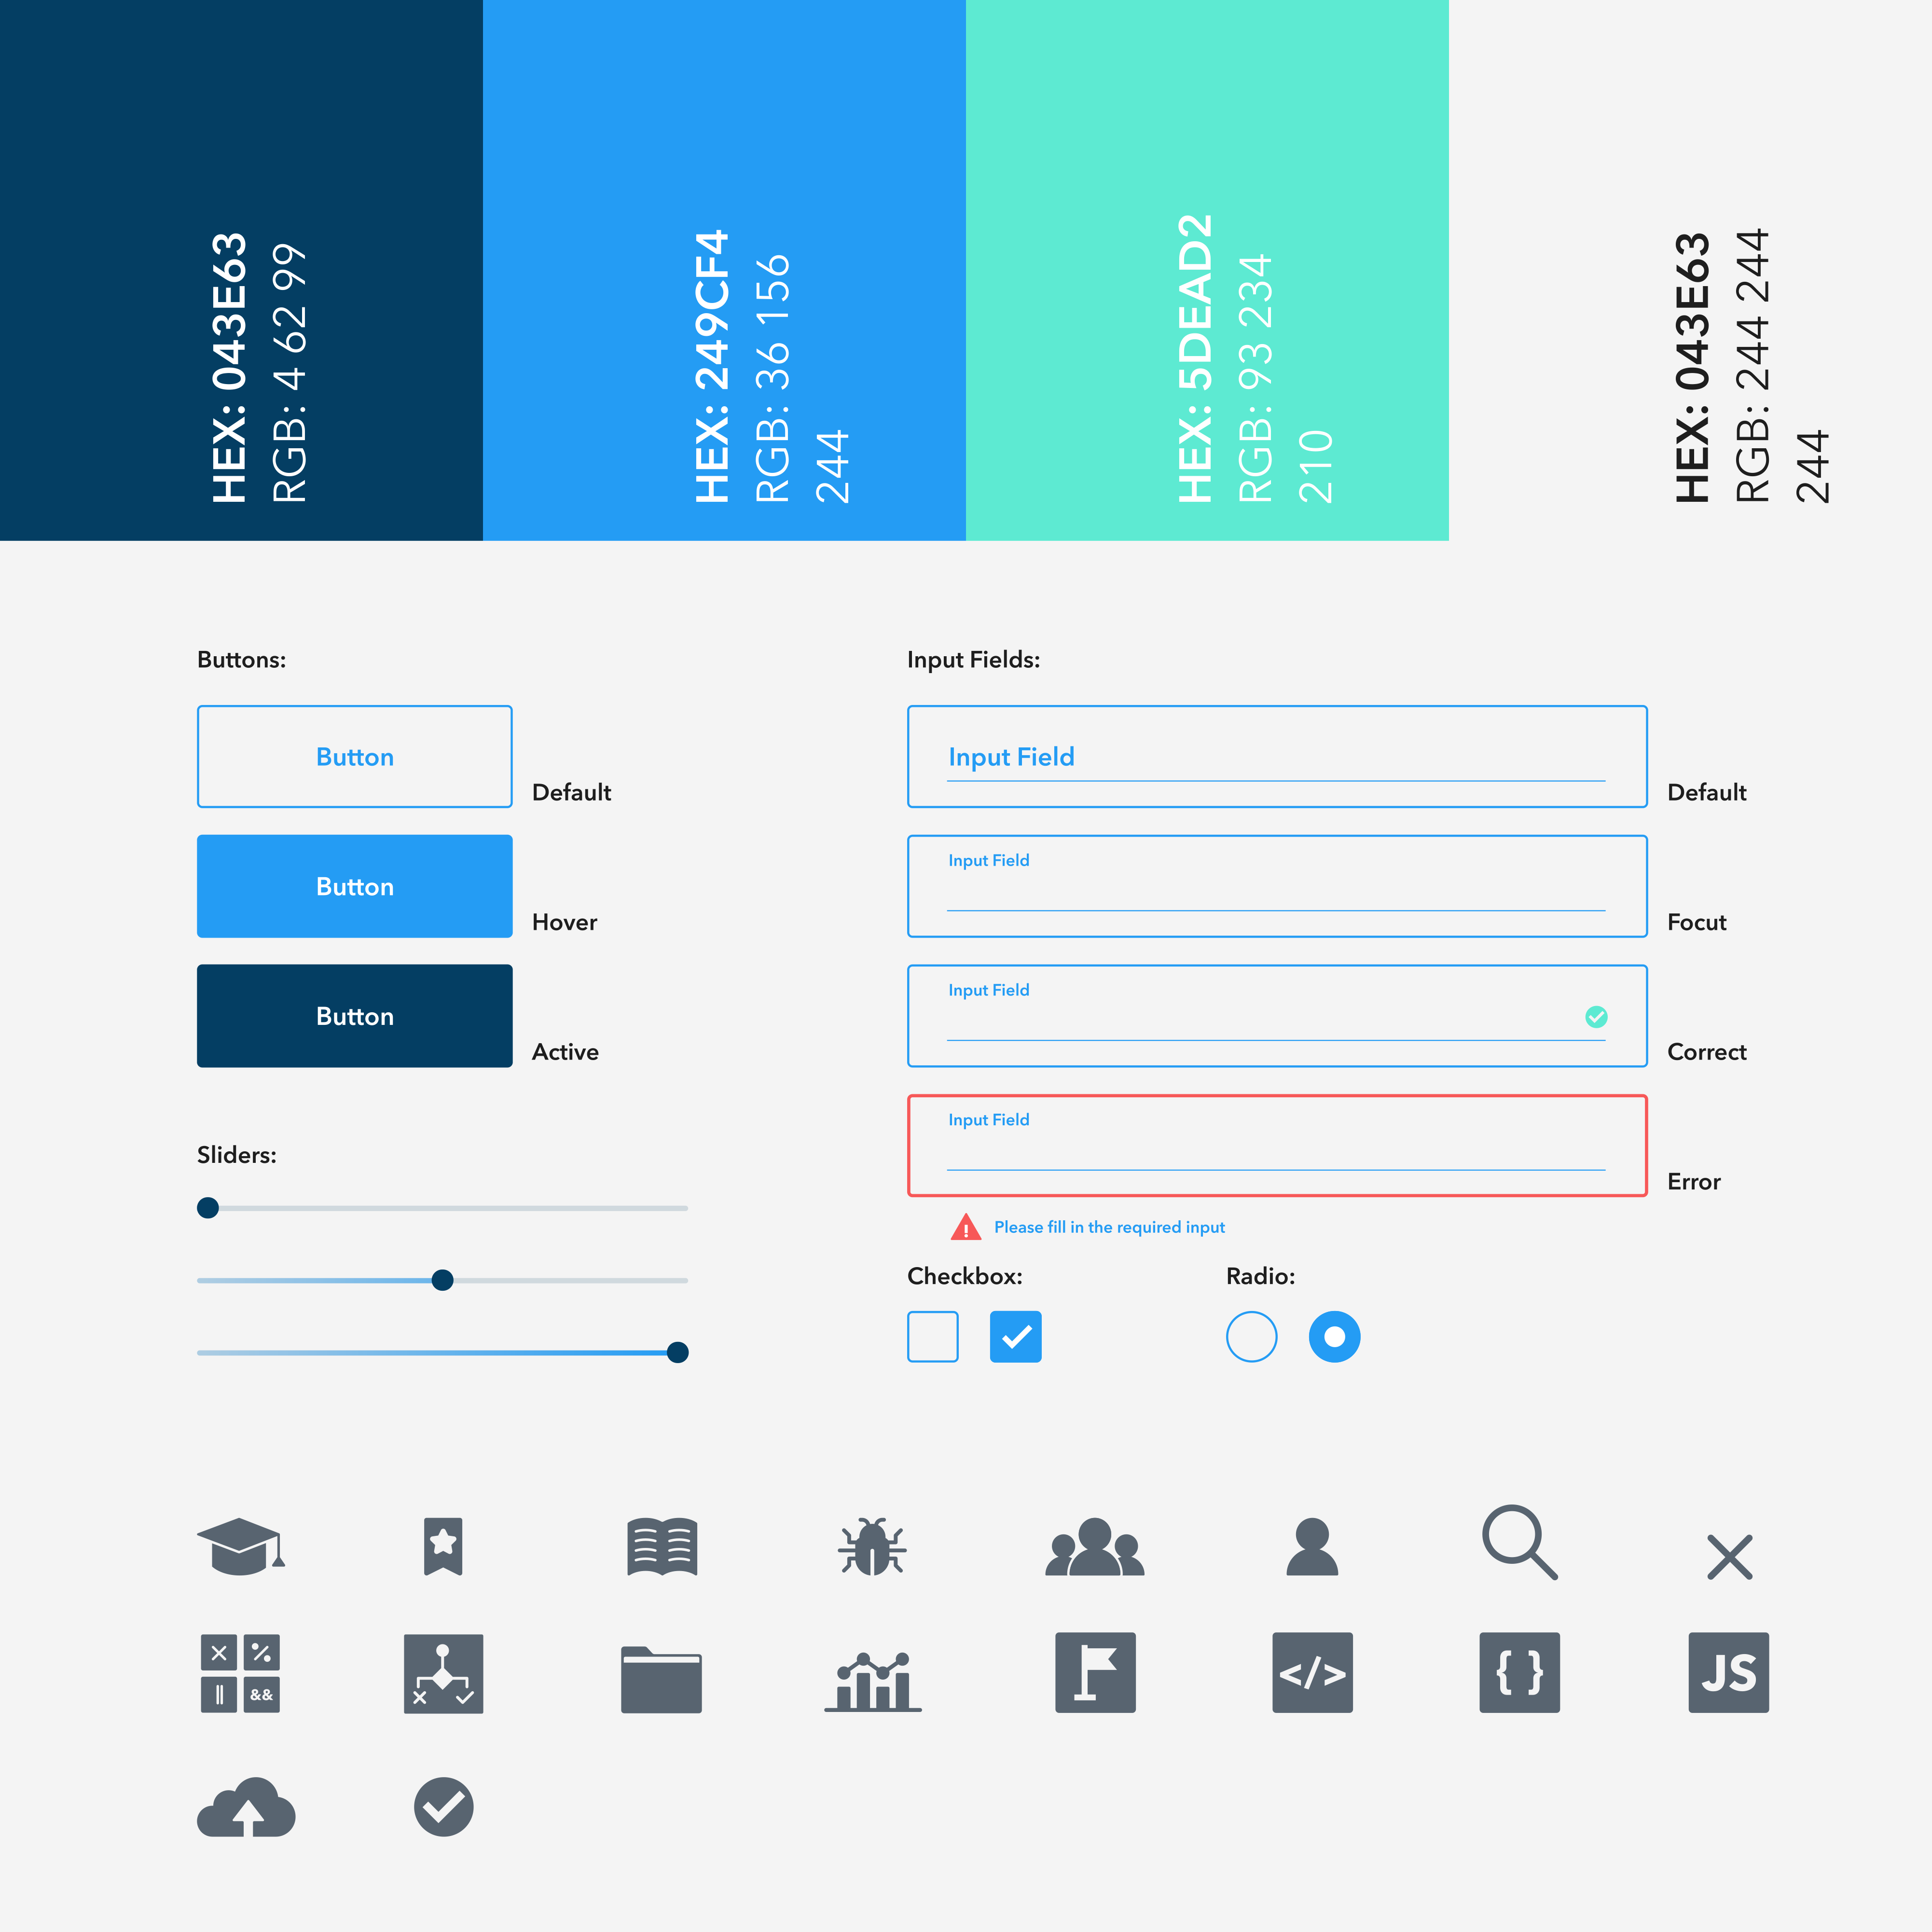 HEX: 043E63
RGB: 4 62 99
HEX: 249CF4
RGB: 36 156
244
HEX: 5DEAD2
RGB: 93 234
210
HEX: 043E63
RGB: 244 244
244
Buttons:
Button
Default
Button
Hover
Button
Active
Sliders:
Input Fields:
Input Field
Default
Input Field
Focut
Input Field
Correct
Input Field
Error
Please fill in the required input
Checkbox:
Radio:
&&
</>
{ }
JS